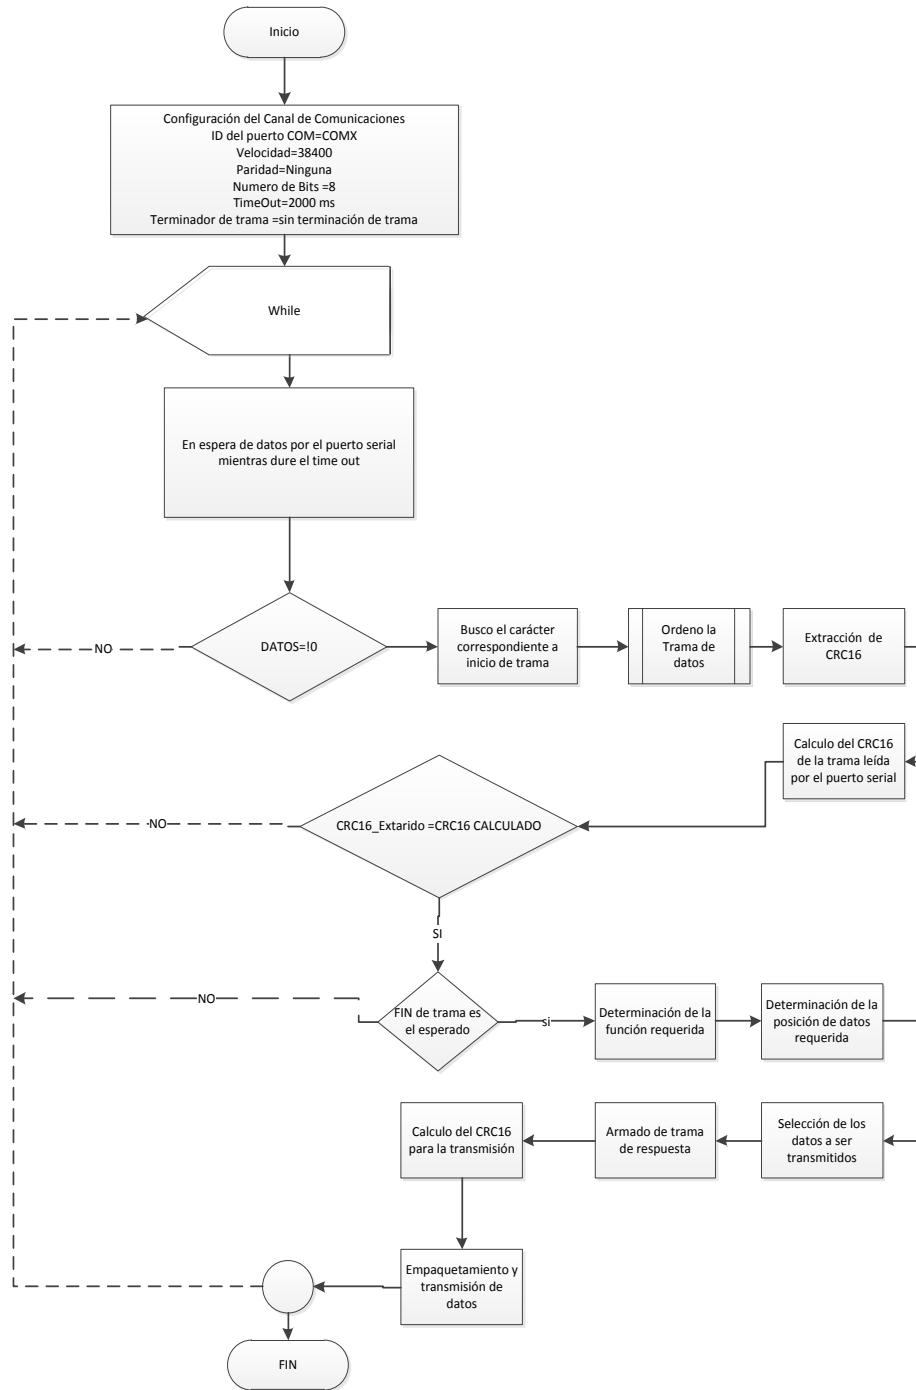 Inicio
Configuración del Canal de Comunicaciones
ID del puerto COM=COMX
Velocidad=38400
Paridad=Ninguna
Numero de Bits =8
TimeOut=2000 ms
Terminador de trama =sin terminación de trama
While
En espera de datos por el puerto serial
mientras dure el time out
DATOS=!0
NO
Busco el carácter
correspondiente a
inicio de trama
Ordeno la
Trama de
datos
Extracción de
CRC16
Calculo del CRC16
de la trama leída
por el puerto serial
CRC16_Extarido =CRC16 CALCULADO
NO
SI
FIN de trama es
el esperado
NO
si
Determinación de la
función requerida
Determinación de la
posición de datos
requerida
Selección de los
datos a ser
transmitidos
Armado de trama
de respuesta
Calculo del CRC16
para la transmisión
Empaquetamiento y
transmisión de
datos
FIN